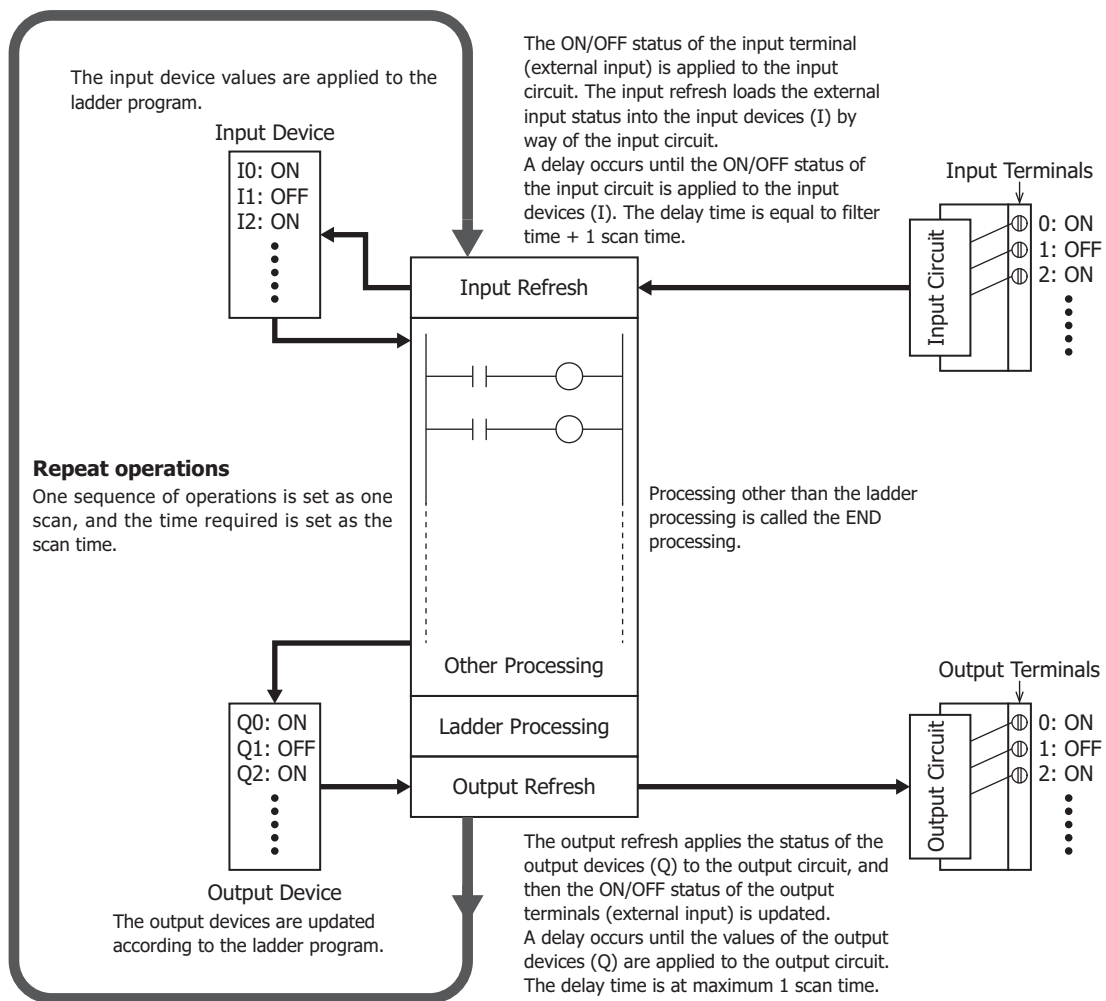 The input device values are applied to the
ladder program.
Input Device
I0: ON
I1: OFF
I2: ON
The ON/OFF status of the input terminal
(external input) is applied to the input
circuit. The input refresh loads the external
input status into the input devices (I) by
way of the input circuit.
A delay occurs until the ON/OFF status of
the input circuit is applied to the input
devices (I). The delay time is equal to filter
time + 1 scan time.
Input Terminals
Input Circuit
0: ON
1: OFF
2: ON
Input Refresh
Repeat operations
One sequence of operations is set as one
scan, and the time required is set as the
scan time.
Processing other than the ladder
processing is called the END
processing.
Other Processing
Ladder Processing
Output Refresh
Q0: ON
Q1: OFF
Q2: ON
Output Device
The output devices are updated
according to the ladder program.
Output Terminals
Output Circuit
0: ON
1: OFF
2: ON
The output refresh applies the status of the
output devices (Q) to the output circuit, and
then the ON/OFF status of the output
terminals (external input) is updated.
A delay occurs until the values of the output
devices (Q) are applied to the output circuit.
The delay time is at maximum 1 scan time.